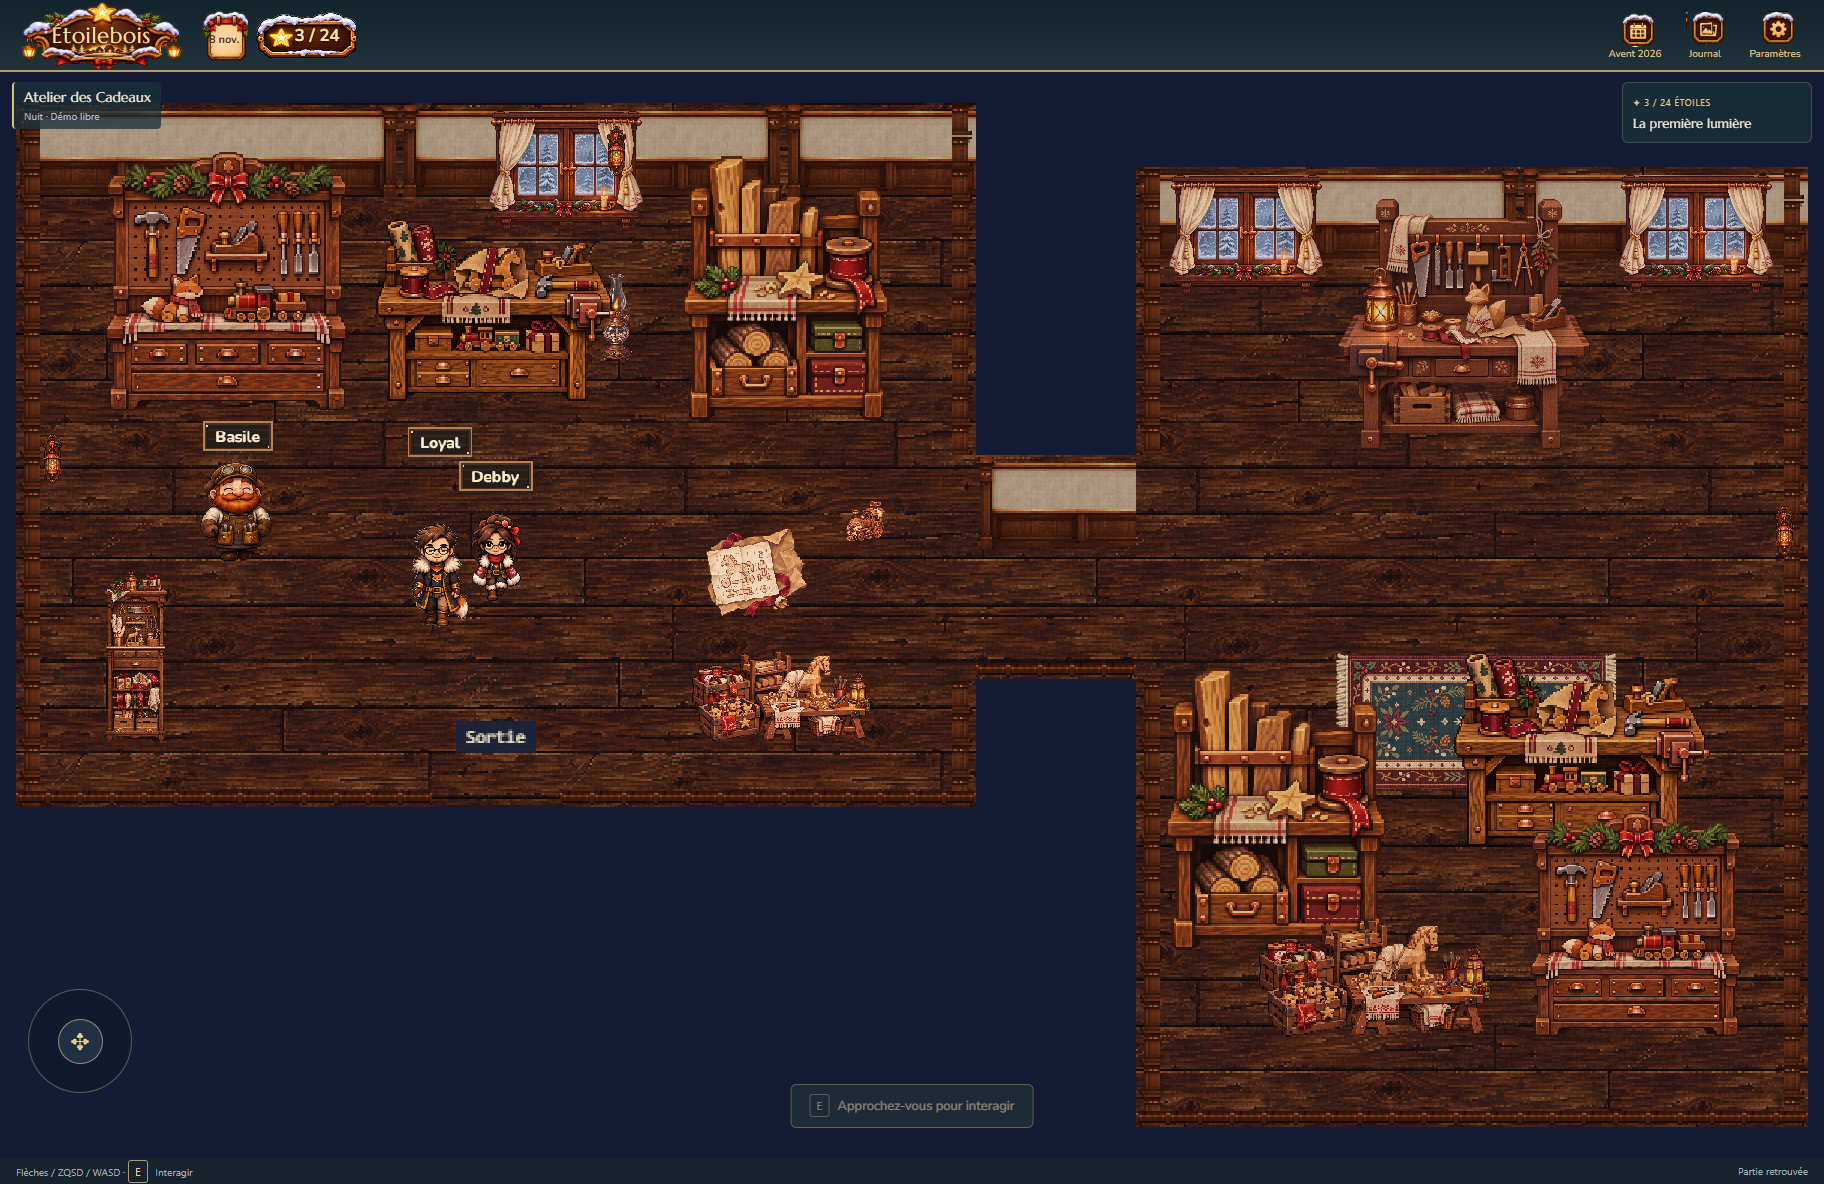 Etoilebois
8 nov.
3 / 24
Avent 2026
Journal
Paramètres
Atelier des Cadeaux
Nuit · Démo libre
✦ 3 / 24 ÉTOILES
La première lumière
Basile
Loyal
Debby
Sortie
E Approchez-vous pour interagir
Flèches / ZQSD / WASD · E Interagir
Partie retrouvée